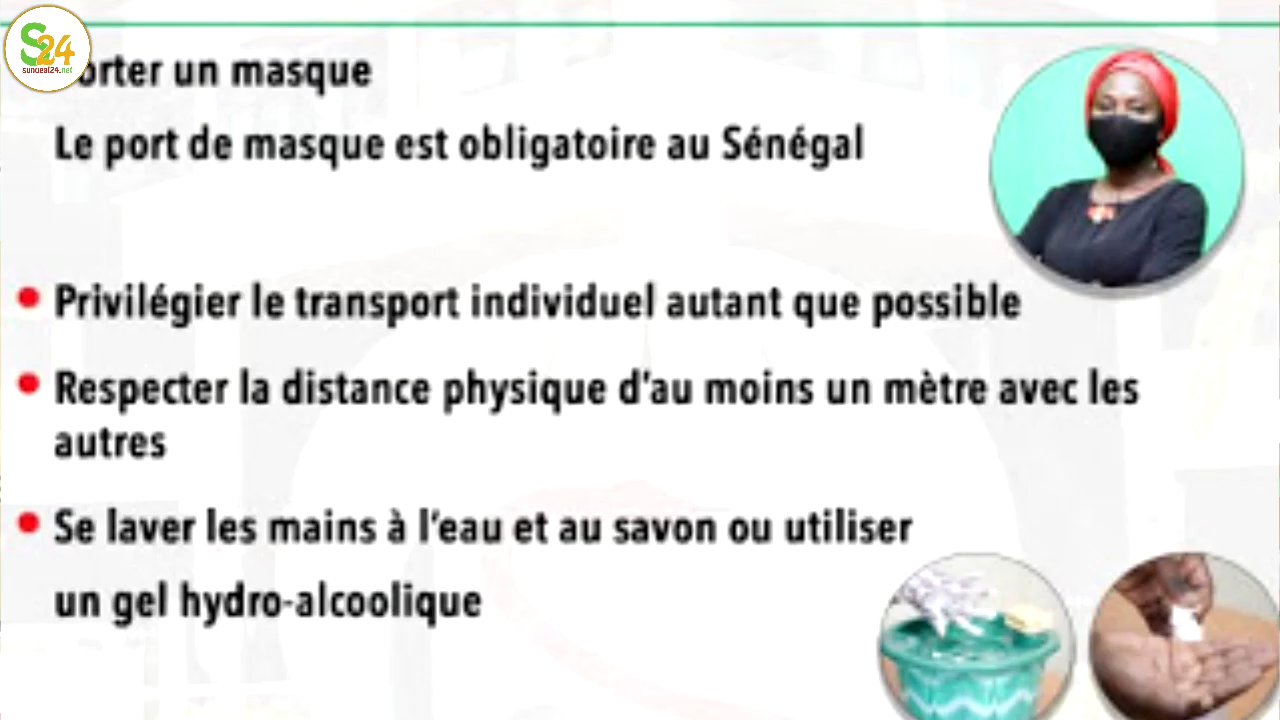 S24
sunueal24.net
orter un masque
Le port de masque est obligatoire au Sénégal
Privilégier le transport individuel autant que possible
Respecter la distance physique d'au moins un mètre avec les
autres
Se laver les mains à l'eau et au savon ou utiliser
un gel hydro-alcoolique